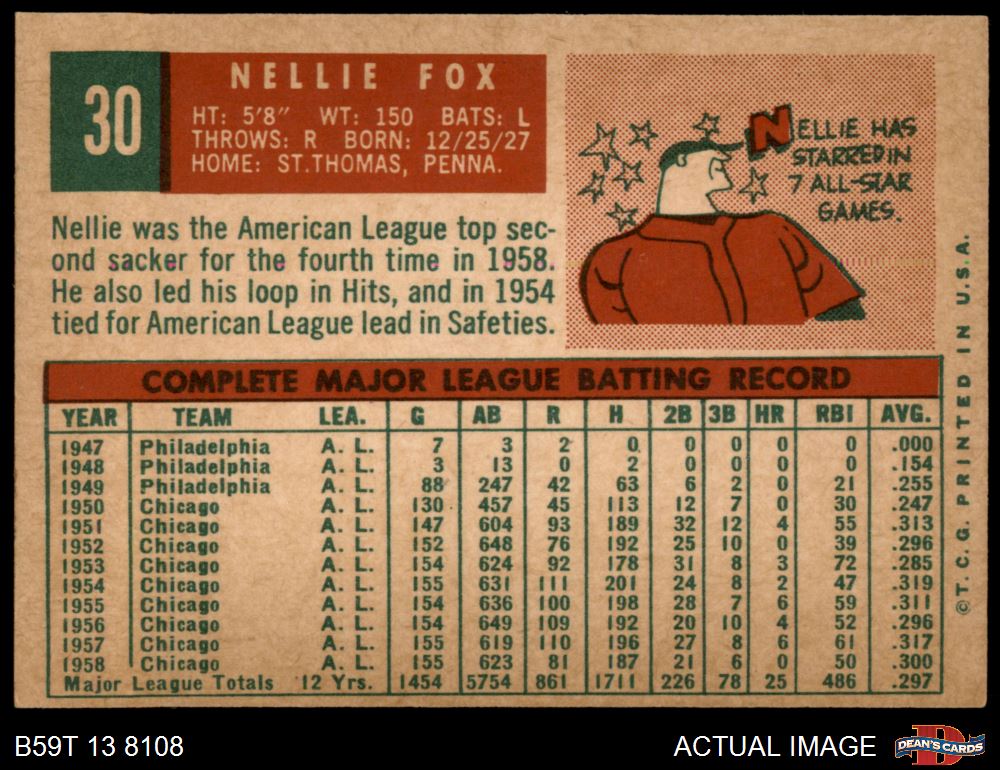 30
NELLIE FOX
HT: 5'8" WT: 150 BATS: L
THROWS: R BORN: 12/25/27
HOME: ST.THOMAS, PENNA.
NELLIE HAS
STARRED IN
7 ALL-STAR
GAMES.
Nellie was the American League top sec-
ond sacker for the fourth time in 1958.
He also led his loop in Hits, and in 1954
tied for American League lead in Safeties.
COMPLETE MAJOR LEAGUE BATTING RECORD
YEAR TEAM LEA. G AB R H 2B 3B HR RBI AVG.
1947 Philadelphia A. L. 7 3 2 0 0 0 0 0 .000
1948 Philadelphia A. L. 3 13 0 2 0 0 0 0 .154
1949 Philadelphia A. L. 88 247 42 63 6 2 0 21 .255
1950 Chicago A. L. 130 457 45 113 12 7 0 30 .247
1951 Chicago A. L. 147 604 93 189 32 12 4 55 .313
1952 Chicago A. L. 152 648 76 192 25 10 0 39 .296
1953 Chicago A. L. 154 624 92 178 31 8 3 72 .285
1954 Chicago A. L. 155 631 111 201 24 8 2 47 .319
1955 Chicago A. L. 154 636 100 198 28 7 6 59 .311
1956 Chicago A. L. 154 649 109 192 20 10 4 52 .296
1957 Chicago A. L. 155 619 110 196 27 8 6 61 .317
1958 Chicago A. L. 155 623 81 187 21 6 0 50 .300
Major League Totals 12 Yrs. 1454 5754 861 1711 226 78 25 486 .297
©T. C. G. PRINTED IN U.S.A.
B59T 13 8108
ACTUAL IMAGE
D
DEAN'S CARDS